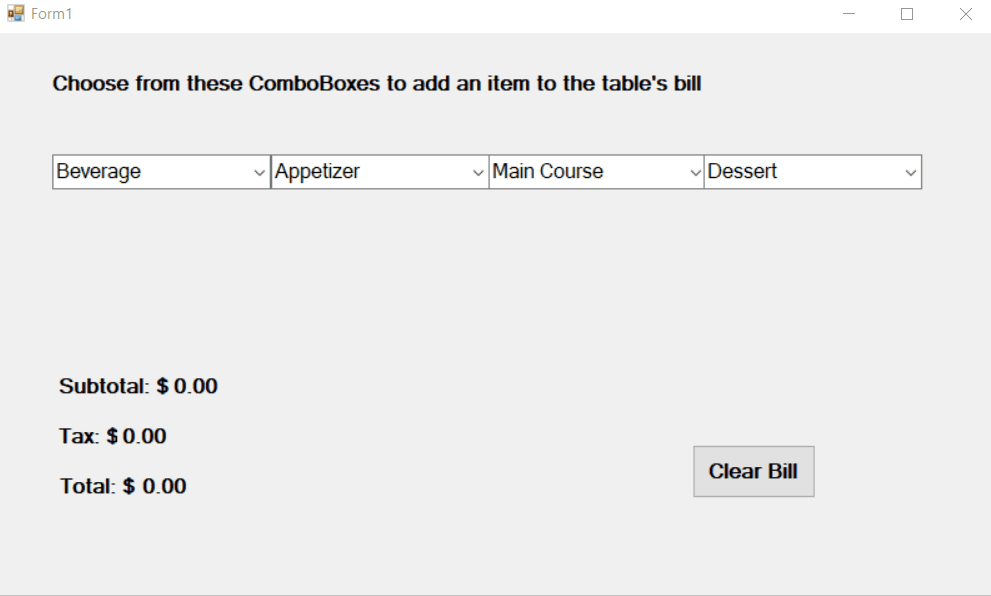 Form1
Choose from these ComboBoxes to add an item to the table's bill
Beverage Appetizer Main Course Dessert
Subtotal: $ 0.00
Tax: $ 0.00
Total: $ 0.00
Clear Bill